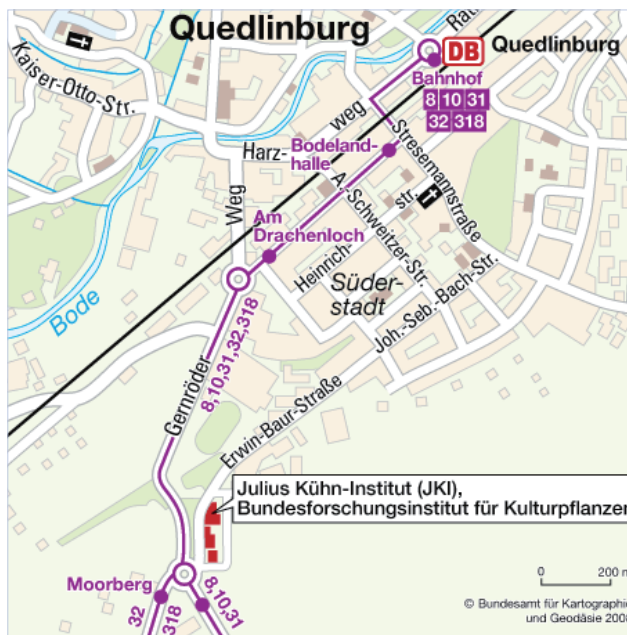 Quedlinburg
DB Quedlinburg
Bahnhof
8 10 31
32 318
Kaiser-Otto-Str.
Harz-
weg
Bodeland-
halle
Stresemannstraße
Weg
Am
Drachenloch
A.-Schweitzer-Str.
Heinrich-
str.
Süder-
stadt
Joh.-Seb.-Bach-Str.
Bode
8,10,31,32,318
Gernröder
Erwin-Baur-Straße
Julius Kühn-Institut (JKI),
Bundesforschungsinstitut für Kulturpflanzen
Moorberg
8,10,31
32
318
0 200 m
© Bundesamt für Kartographie
und Geodäsie 2008